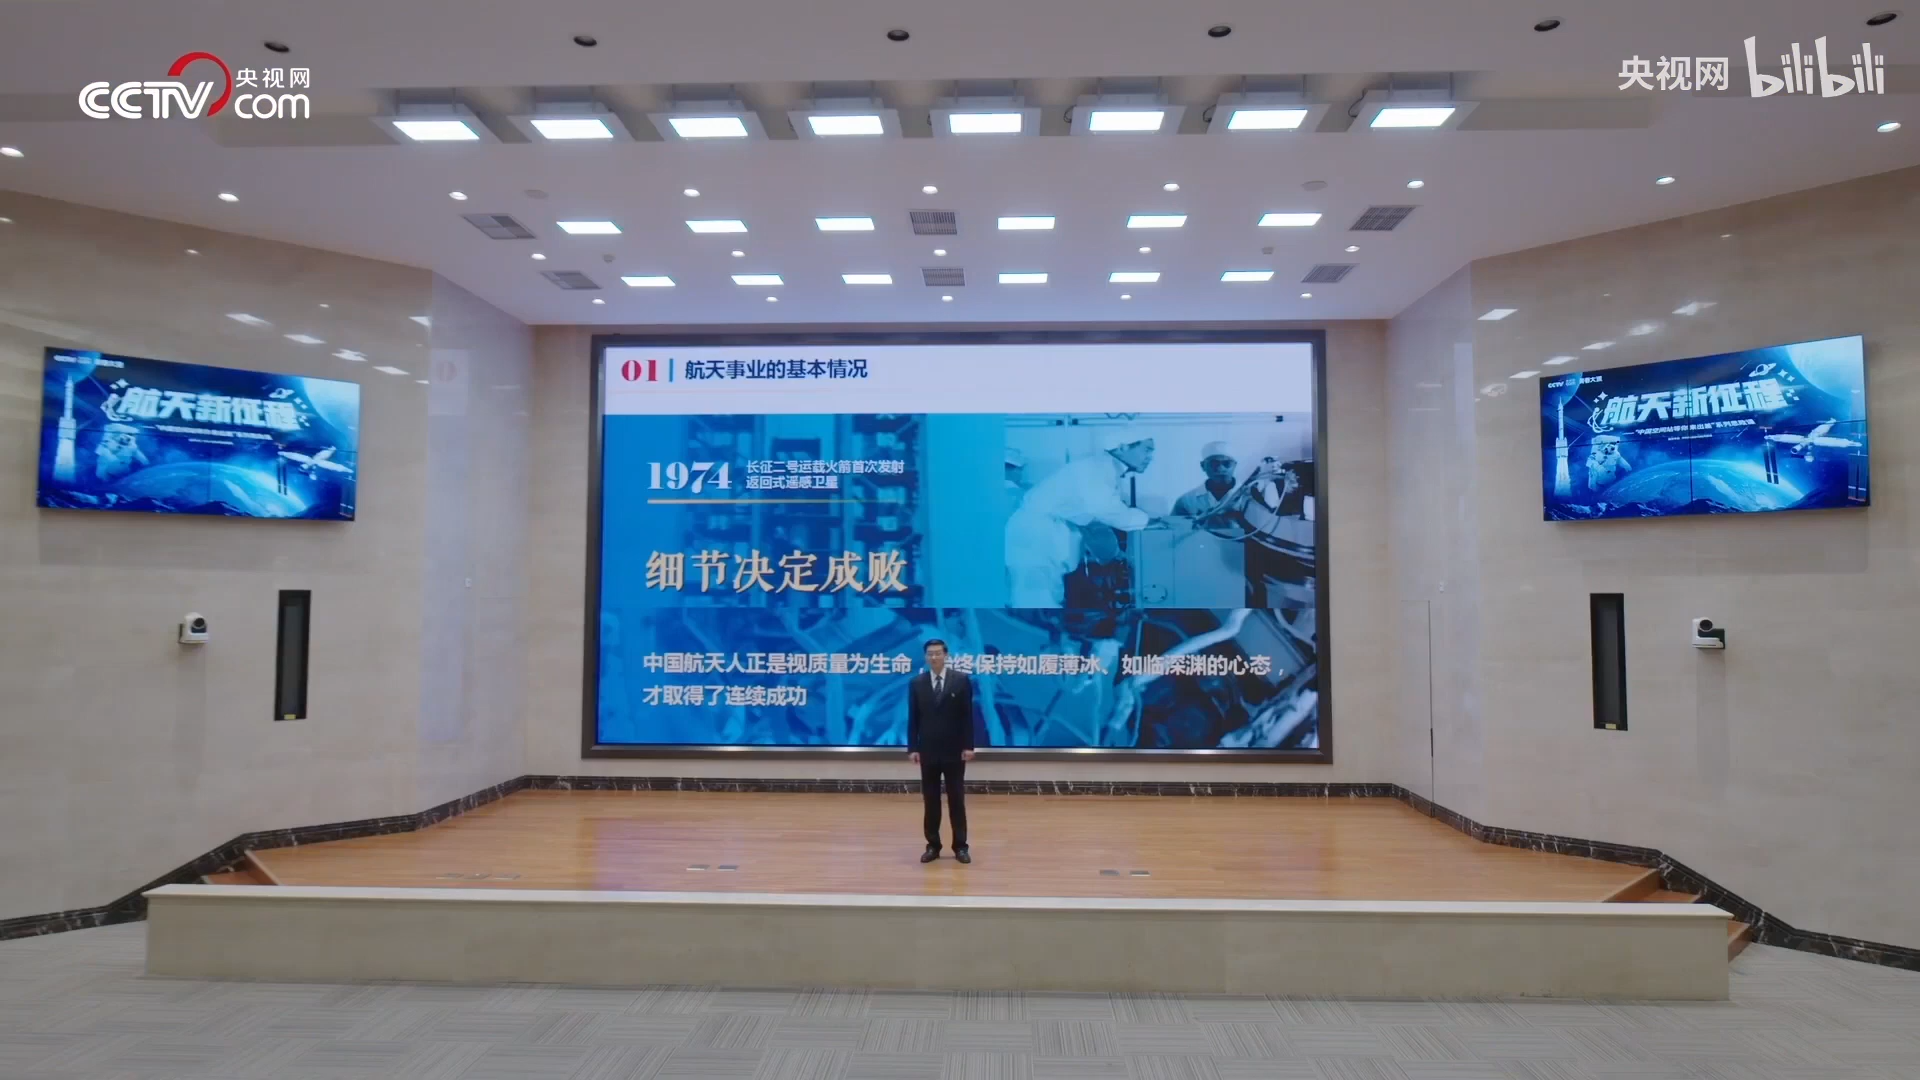 CCTV 央视网
com
央视网 bilibili
01 航天事业的基本情况
1974 长征二号运载火箭首次发射
返回式遥感卫星
细节决定成败
中国航天人正是视质量为生命，终保持如履薄冰、如临深渊的心态，
才取得了连续成功
航天新征程
CCTV
航天新征程